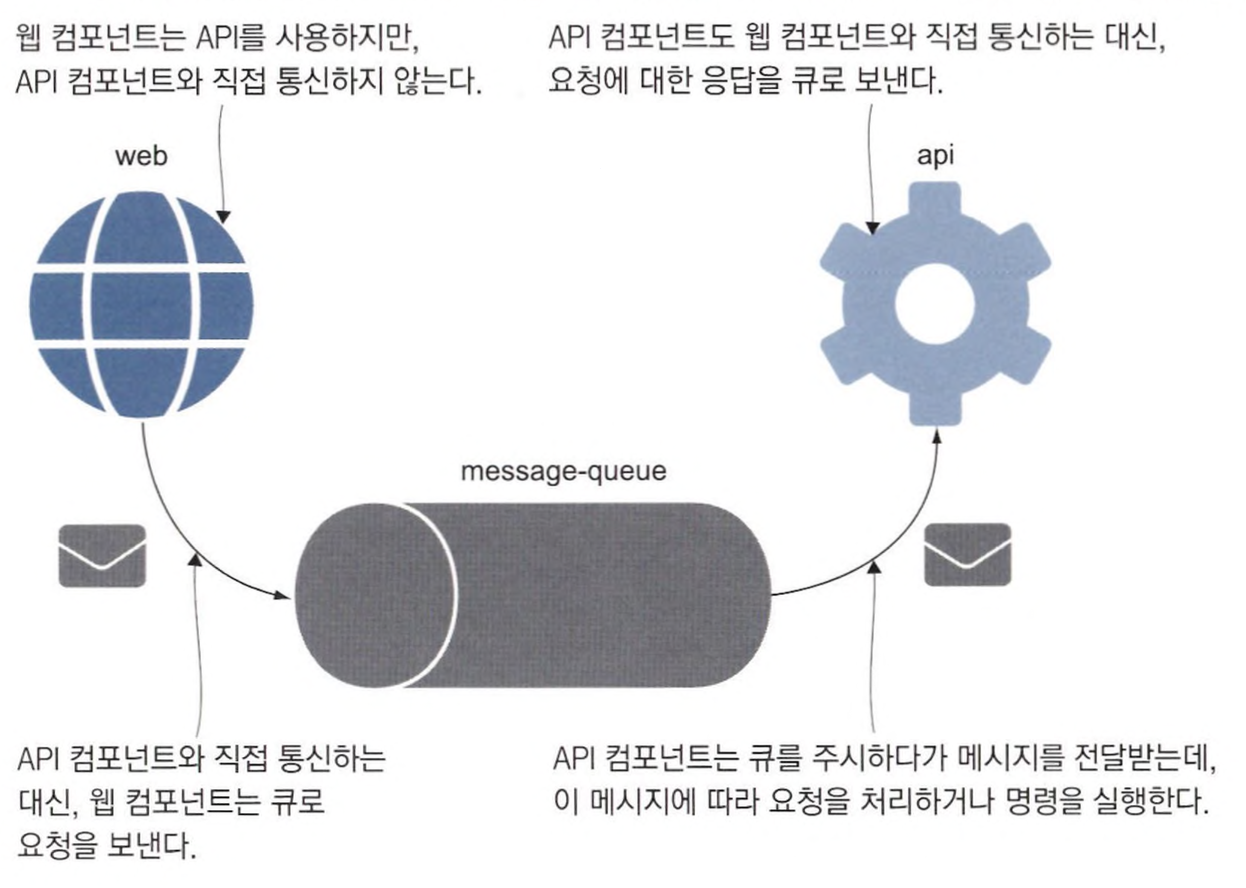 웹 컴포넌트는 API를 사용하지만,
API 컴포넌트와 직접 통신하지 않는다.
API 컴포넌트도 웹 컴포넌트와 직접 통신하는 대신,
요청에 대한 응답을 큐로 보낸다.
web
api
message-queue
API 컴포넌트와 직접 통신하는
대신, 웹 컴포넌트는 큐로
요청을 보낸다.
API 컴포넌트는 큐를 주시하다가 메시지를 전달받는데,
이 메시지에 따라 요청을 처리하거나 명령을 실행한다.